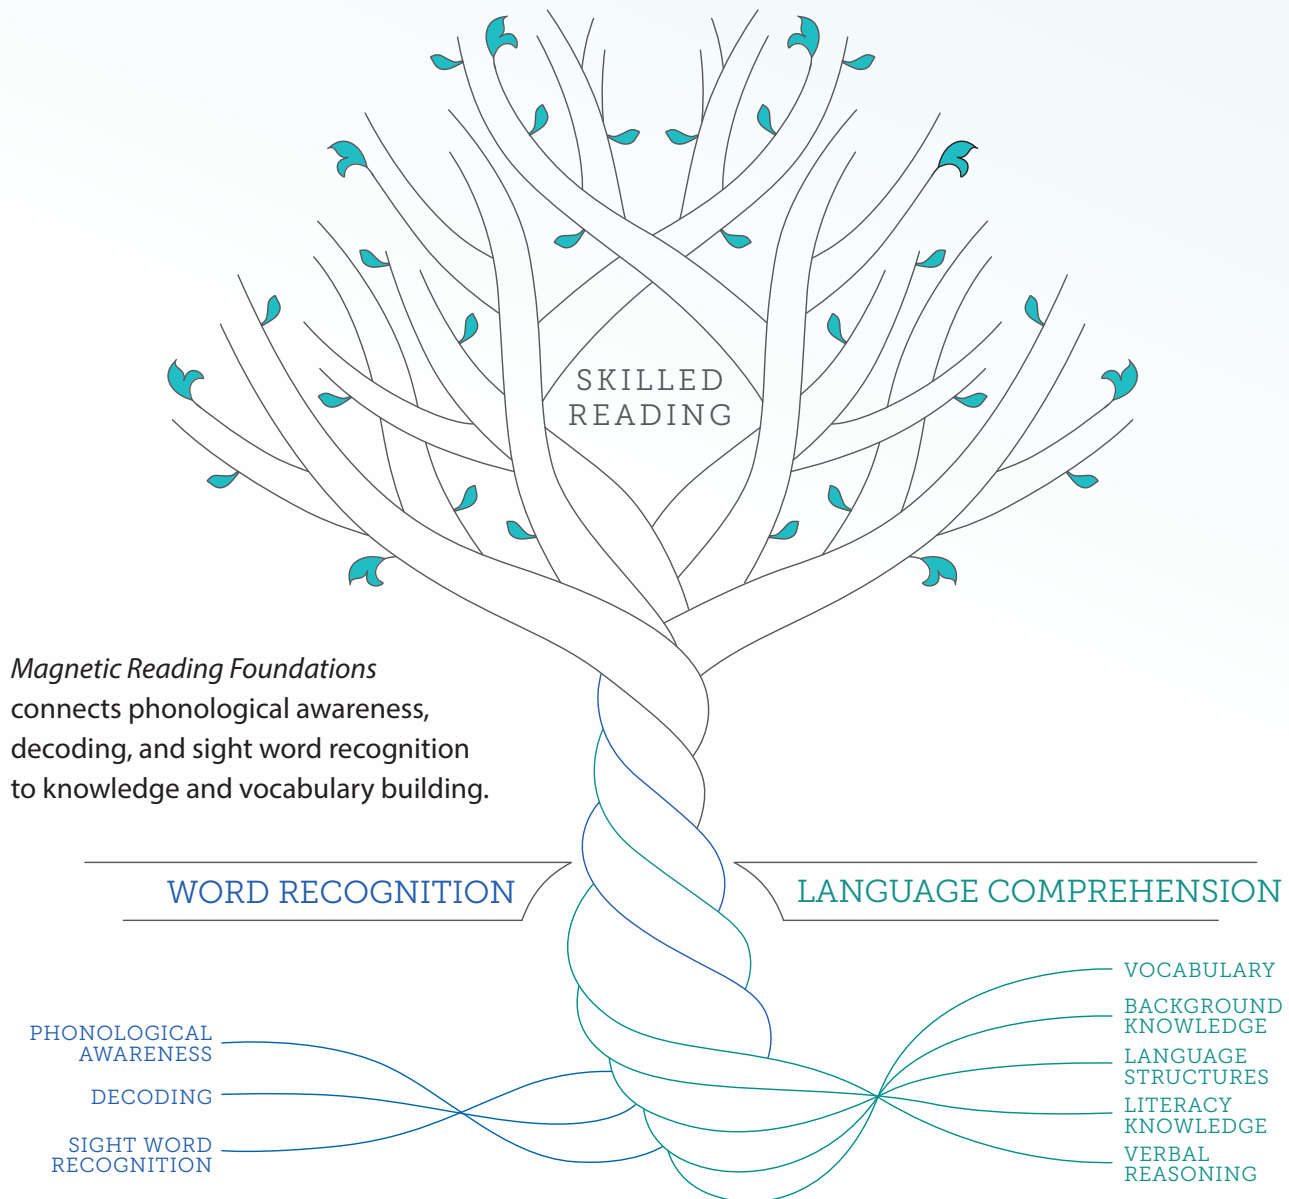 SKILLED
READING
Magnetic Reading Foundations
connects phonological awareness,
decoding, and sight word recognition
to knowledge and vocabulary building.
WORD RECOGNITION
LANGUAGE COMPREHENSION
PHONOLOGICAL
AWARENESS
DECODING
SIGHT WORD
RECOGNITION
VOCABULARY
BACKGROUND
KNOWLEDGE
LANGUAGE
STRUCTURES
LITERACY
KNOWLEDGE
VERBAL
REASONING